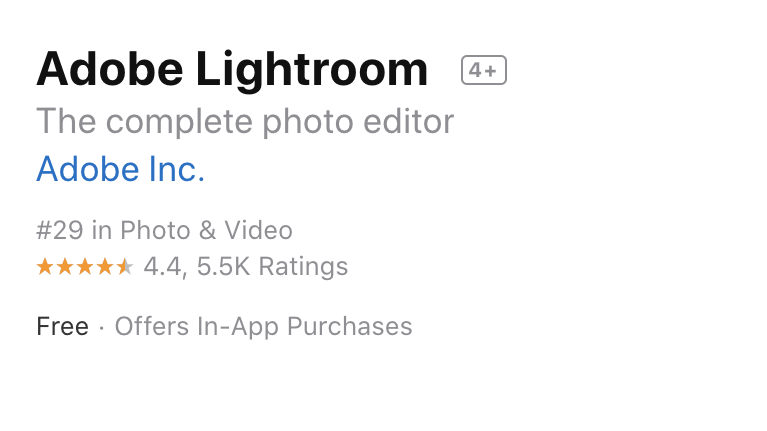 Adobe Lightroom 4+
The complete photo editor
Adobe Inc.
#29 in Photo & Video
★★★★★ 4.4, 5.5K Ratings
Free · Offers In-App Purchases